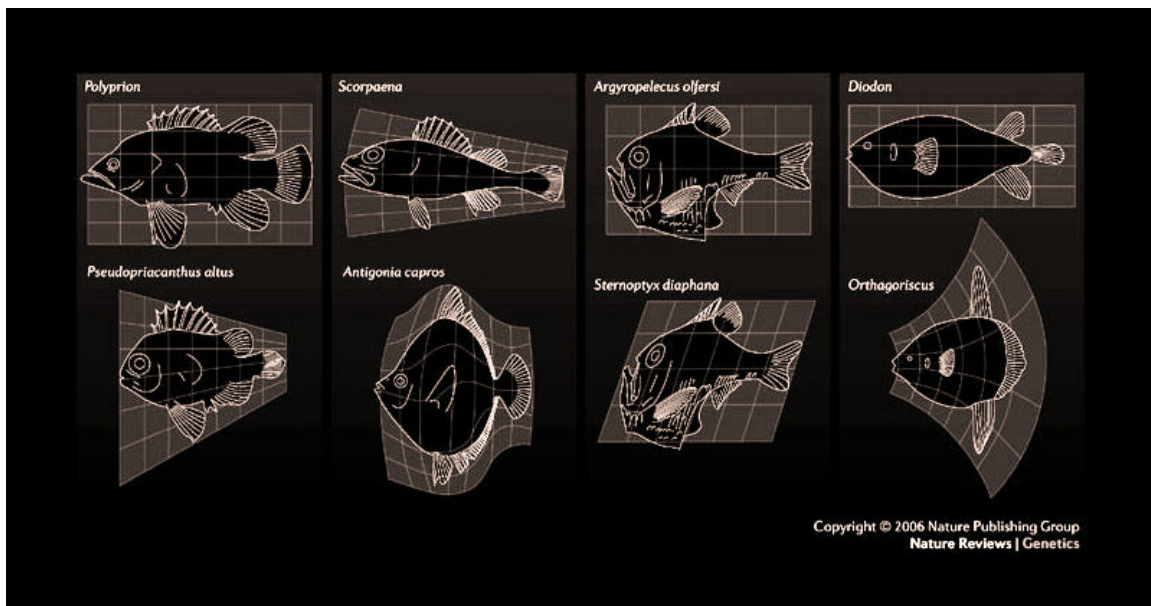 Polyprion
Scorpaena
Argyropelecus olfersi
Diodon
Pseudopriacanthus altus
Antigonia capros
Sternoptyx diaphana
Orthagoriscus
Copyright © 2006 Nature Publishing Group
Nature Reviews | Genetics